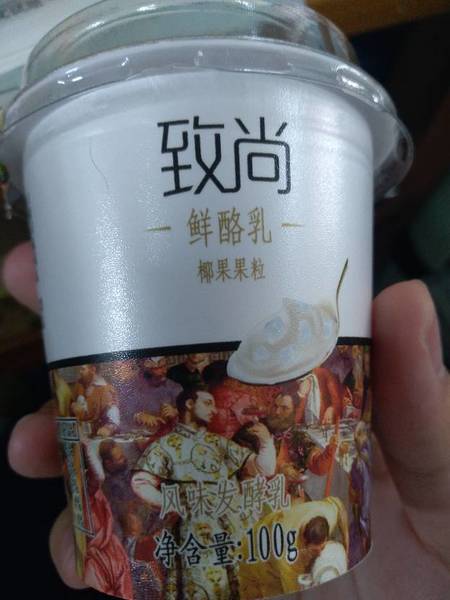 致尚
鲜酪乳
椰果果粒
风味发酵乳
净含量:100g